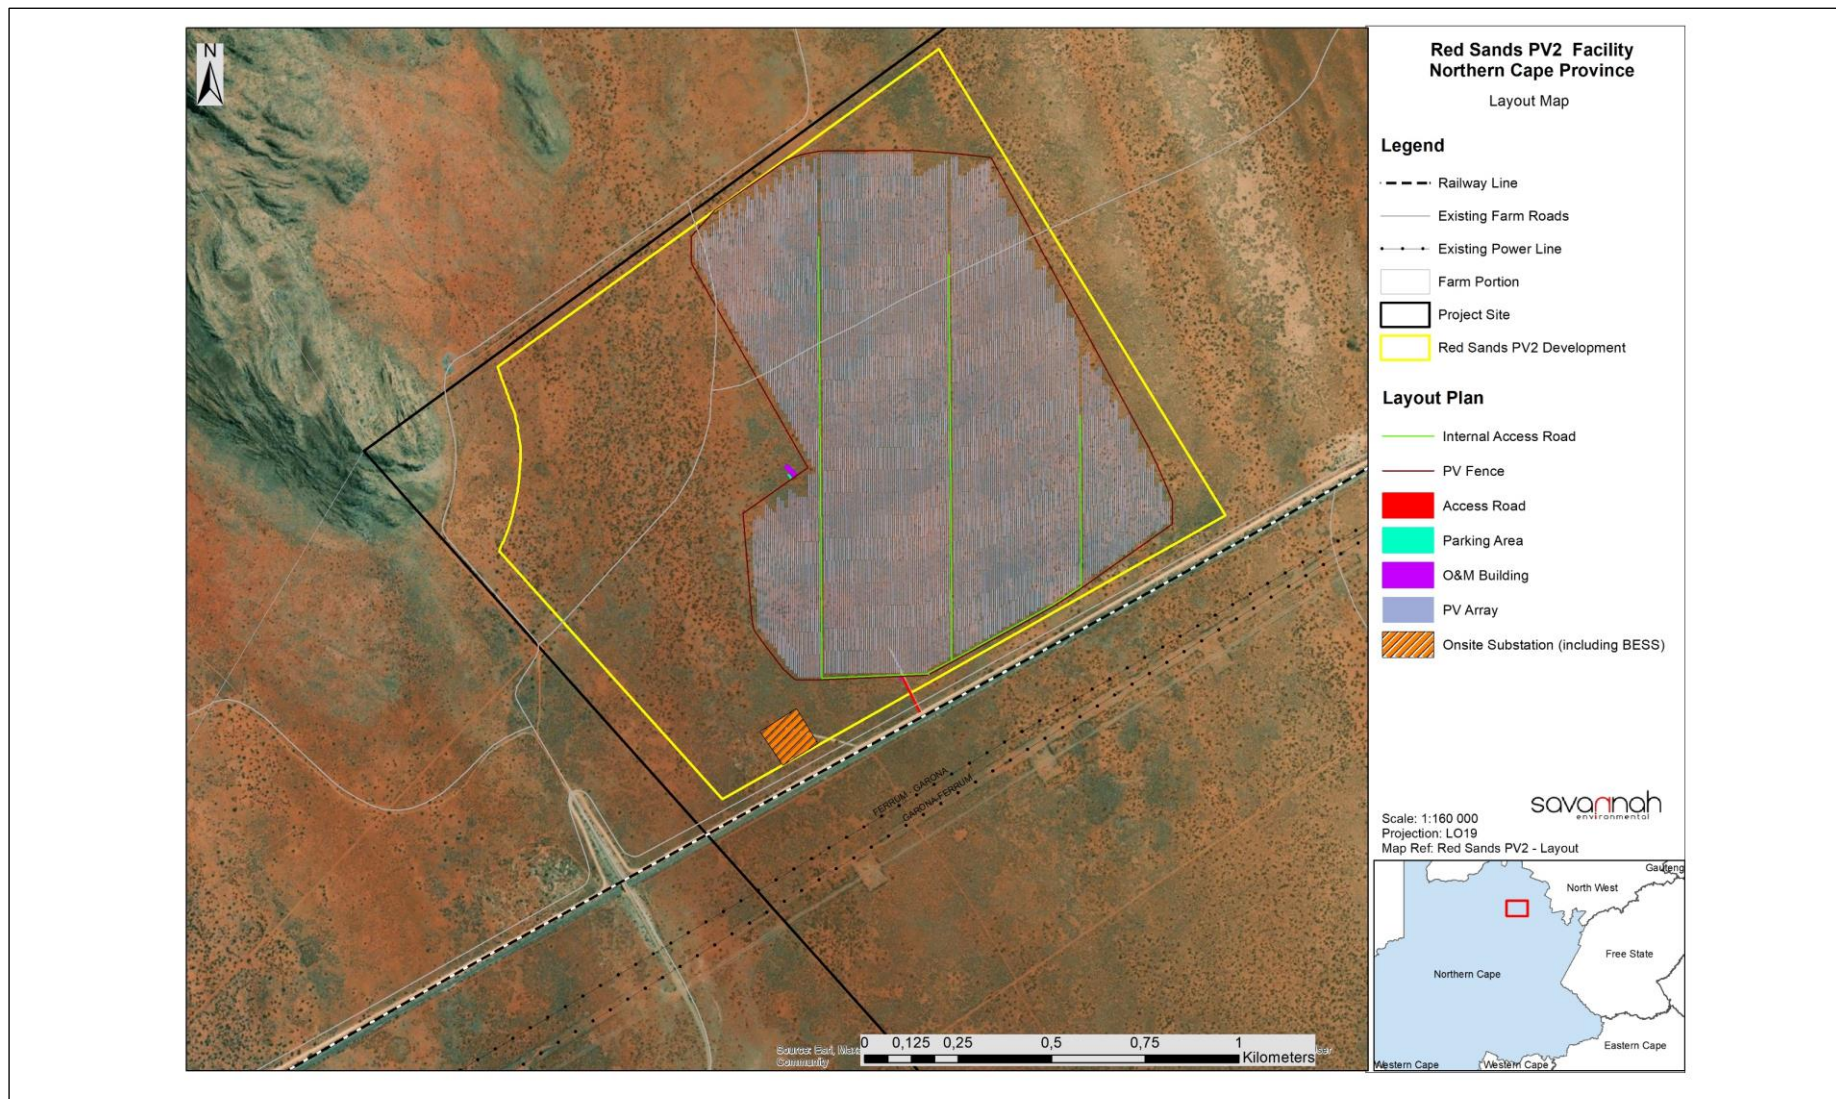 N
Red Sands PV2 Facility
Northern Cape Province
Layout Map
Legend
Railway Line
Existing Farm Roads
Existing Power Line
Farm Portion
Project Site
Red Sands PV2 Development
Layout Plan
Internal Access Road
PV Fence
Access Road
Parking Area
O&M Building
PV Array
Onsite Substation (including BESS)
FERRUM - GARONA
GARONA-FERRUM
savannah
environmental
Scale: 1:160 000
Projection: LO19
Map Ref: Red Sands PV2 - Layout
0 0,125 0,25 0,5 0,75 1
Kilometers
Source: Esri,
Community
Gauteng
North West
Free State
Northern Cape
Eastern Cape
Western Cape
Western Cape